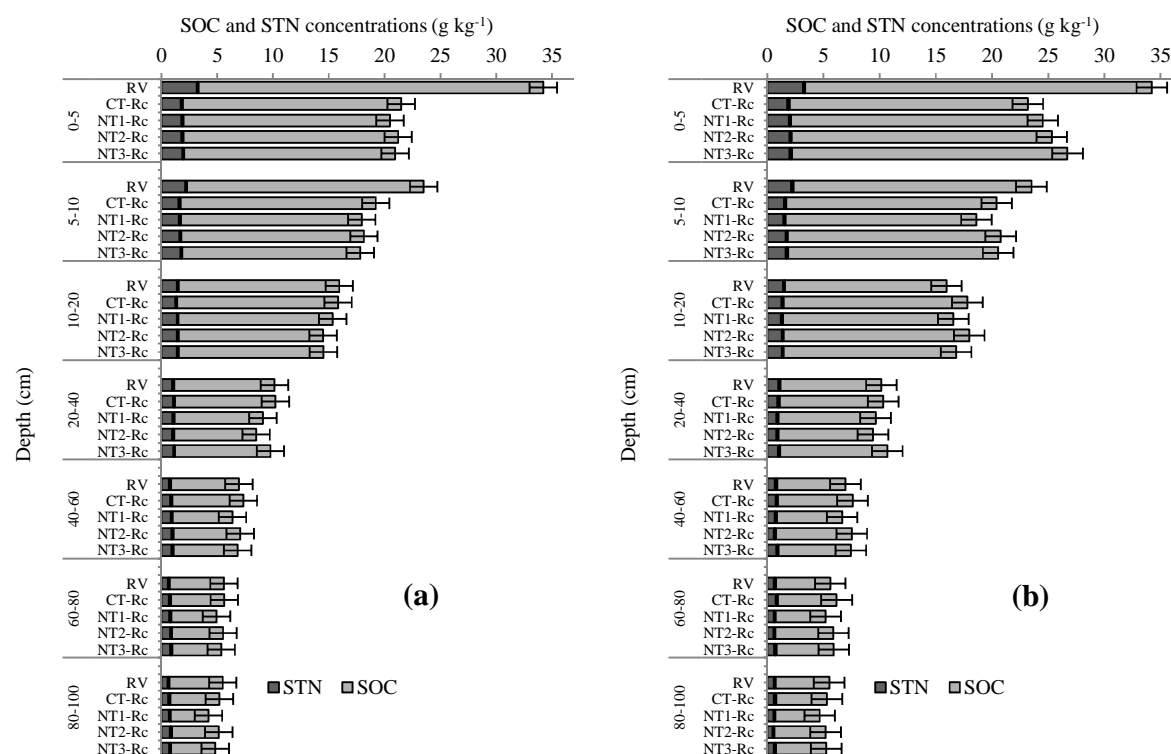 SOC and STN concentrations (g kg-1)
0 5 10 15 20 25 30 35
Depth (cm)
0-5
RV
CT-Rc
NT1-Rc
NT2-Rc
NT3-Rc
5-10
RV
CT-Rc
NT1-Rc
NT2-Rc
NT3-Rc
10-20
RV
CT-Rc
NT1-Rc
NT2-Rc
NT3-Rc
20-40
RV
CT-Rc
NT1-Rc
NT2-Rc
NT3-Rc
40-60
RV
CT-Rc
NT1-Rc
NT2-Rc
NT3-Rc
60-80
RV
CT-Rc
NT1-Rc
NT2-Rc
NT3-Rc
80-100
RV
CT-Rc
NT1-Rc
NT2-Rc
NT3-Rc
(a)
STN SOC
SOC and STN concentrations (g kg-1)
0 5 10 15 20 25 30 35
Depth (cm)
0-5
RV
CT-Rc
NT1-Rc
NT2-Rc
NT3-Rc
5-10
RV
CT-Rc
NT1-Rc
NT2-Rc
NT3-Rc
10-20
RV
CT-Rc
NT1-Rc
NT2-Rc
NT3-Rc
20-40
RV
CT-Rc
NT1-Rc
NT2-Rc
NT3-Rc
40-60
RV
CT-Rc
NT1-Rc
NT2-Rc
NT3-Rc
60-80
RV
CT-Rc
NT1-Rc
NT2-Rc
NT3-Rc
80-100
RV
CT-Rc
NT1-Rc
NT2-Rc
NT3-Rc
(b)
STN SOC